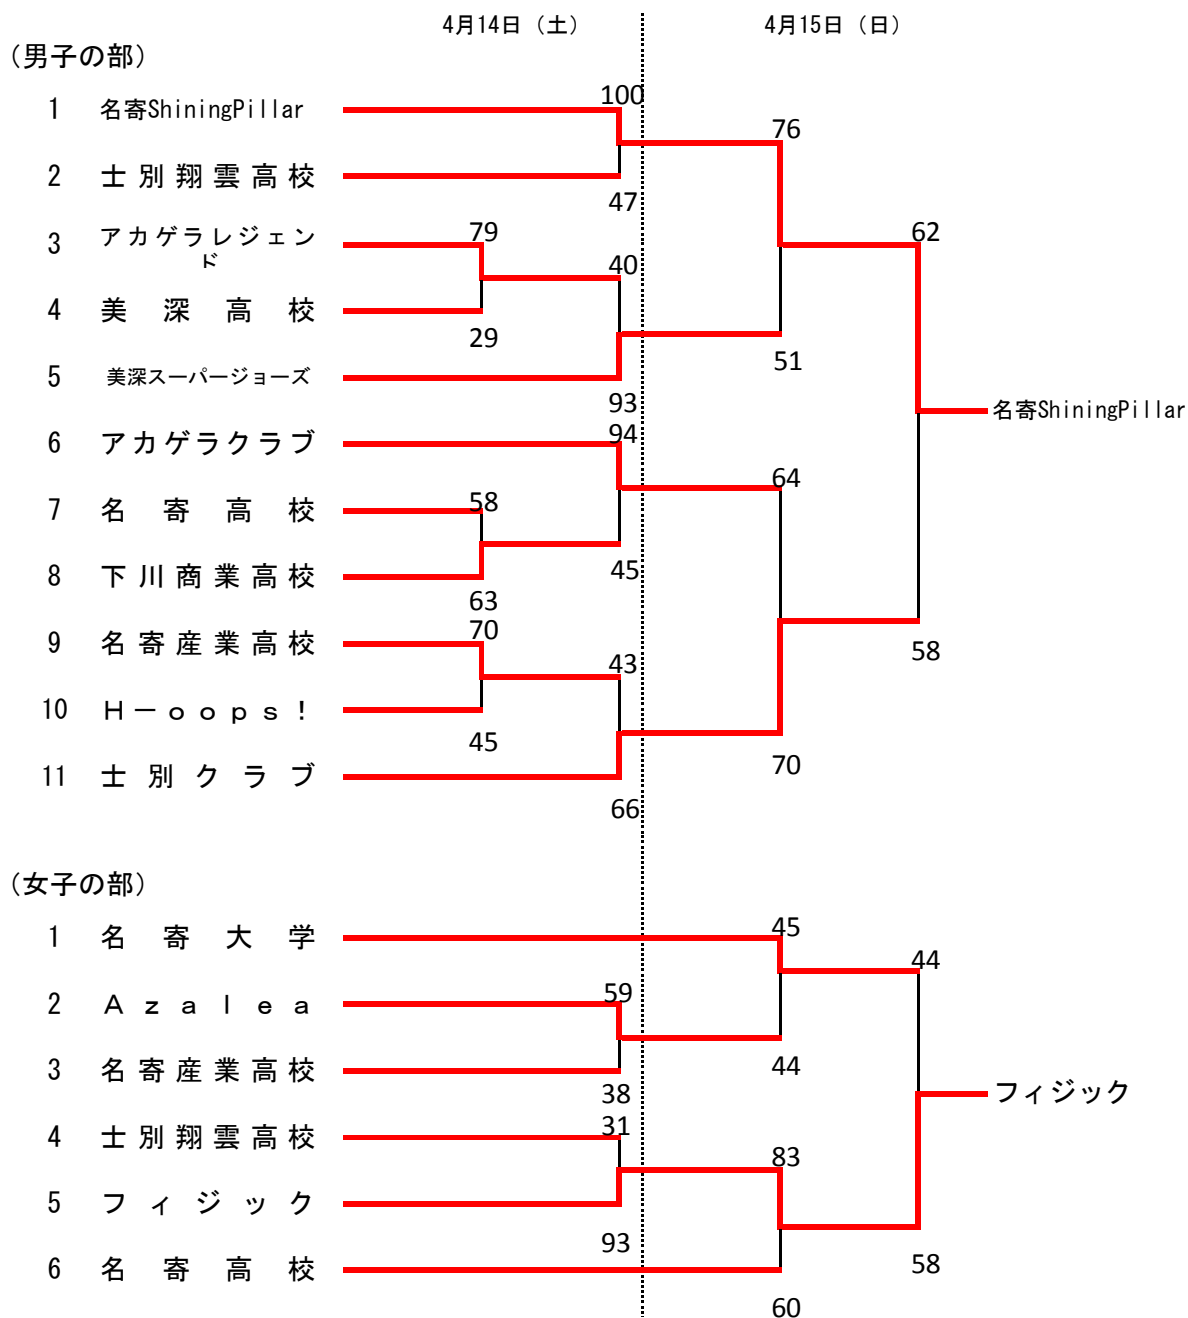 4月14日（土） 4月15日（日）
（男子の部）
100
1 名寄ShiningPillar
76
2 士別翔雲高校
47
3 アカゲラレジェンド
79
62
40
4 美深高校
29
51
5 美深スーパージョーズ
93
名寄ShiningPillar
94
6 アカゲラクラブ
64
7 名寄高校
58
45
8 下川商業高校
63
70
9 名寄産業高校
58
43
10 Ｈ－ｏｏｐｓ！
45
70
11 士別クラブ
66
（女子の部）
45
1 名寄大学
44
59
2 Ａｚａｌｅａ
44
3 名寄産業高校
38
フィジック
31
4 士別翔雲高校
83
5 フィジック
93
58
6 名寄高校
60